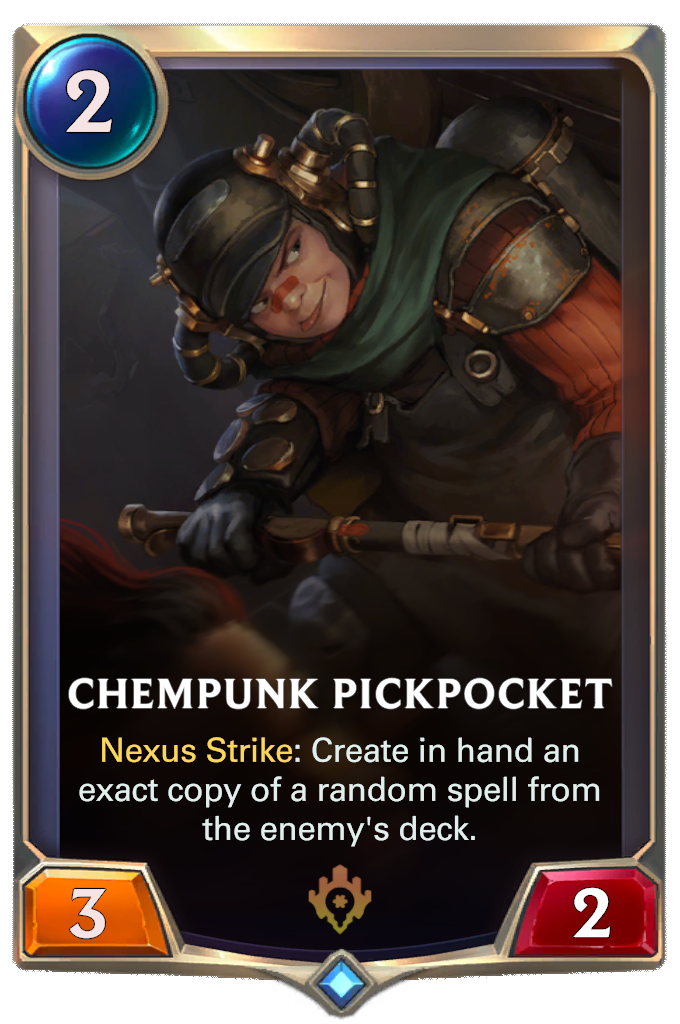 2
CHEMPUNK PICKPOCKET
Nexus Strike: Create in hand an
exact copy of a random spell from
the enemy's deck.
3
2